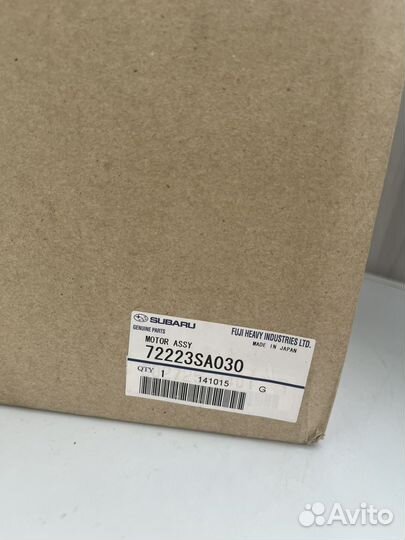 SUBARU
GENUINE PARTS
FUJI HEAVY INDUSTRIES LTD.
MADE IN JAPAN
MOTOR ASSY
72223SA030
QTY 1 141015 G
Avito